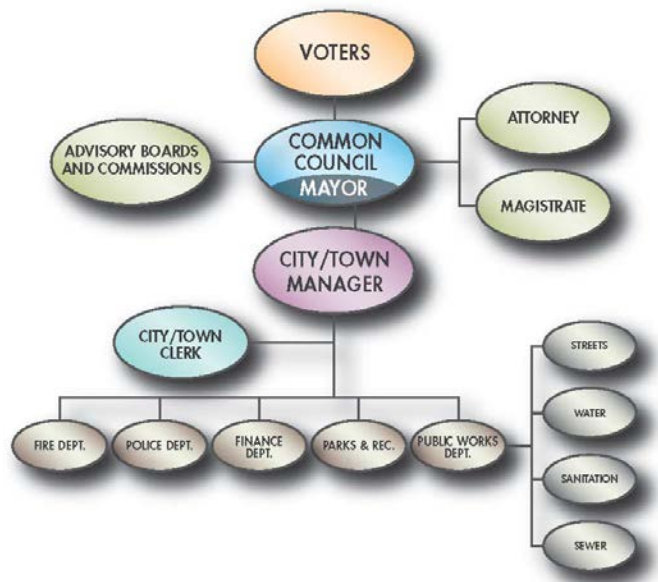 VOTERS
COMMON
COUNCIL
MAYOR
ADVISORY BOARDS
AND COMMISSIONS
ATTORNEY
MAGISTRATE
CITY/TOWN
MANAGER
CITY/TOWN
CLERK
FIRE DEPT.
POLICE DEPT.
FINANCE
DEPT.
PARKS & REC.
PUBLIC WORKS
DEPT.
STREETS
WATER
SANITATION
SEWER